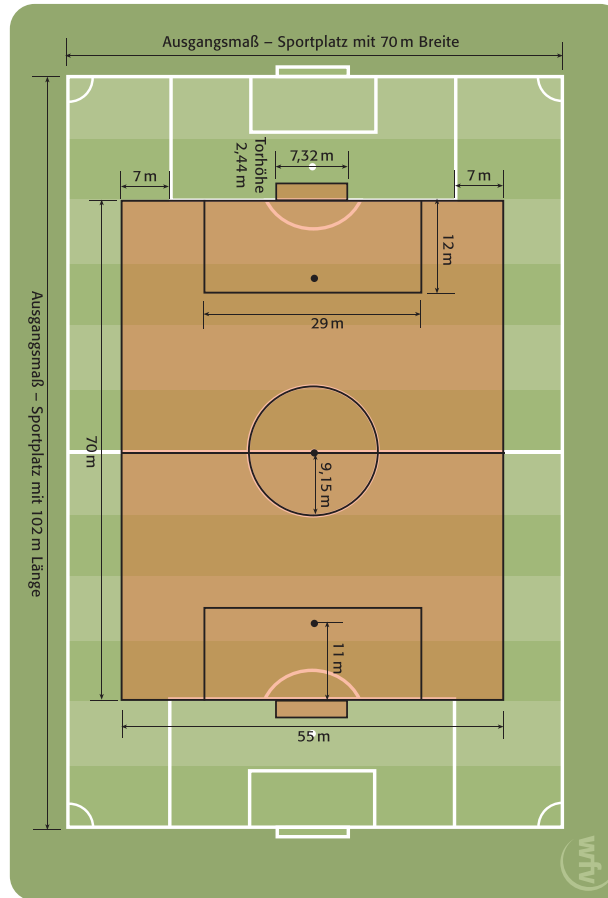 Ausgangsmaß – Sportplatz mit 70 m Breite
Torhöhe
2,44 m
7,32 m
7 m
7 m
12 m
29 m
Ausgangsmaß – Sportplatz mit 102 m Länge
70 m
9,15 m
11 m
55 m
wfv